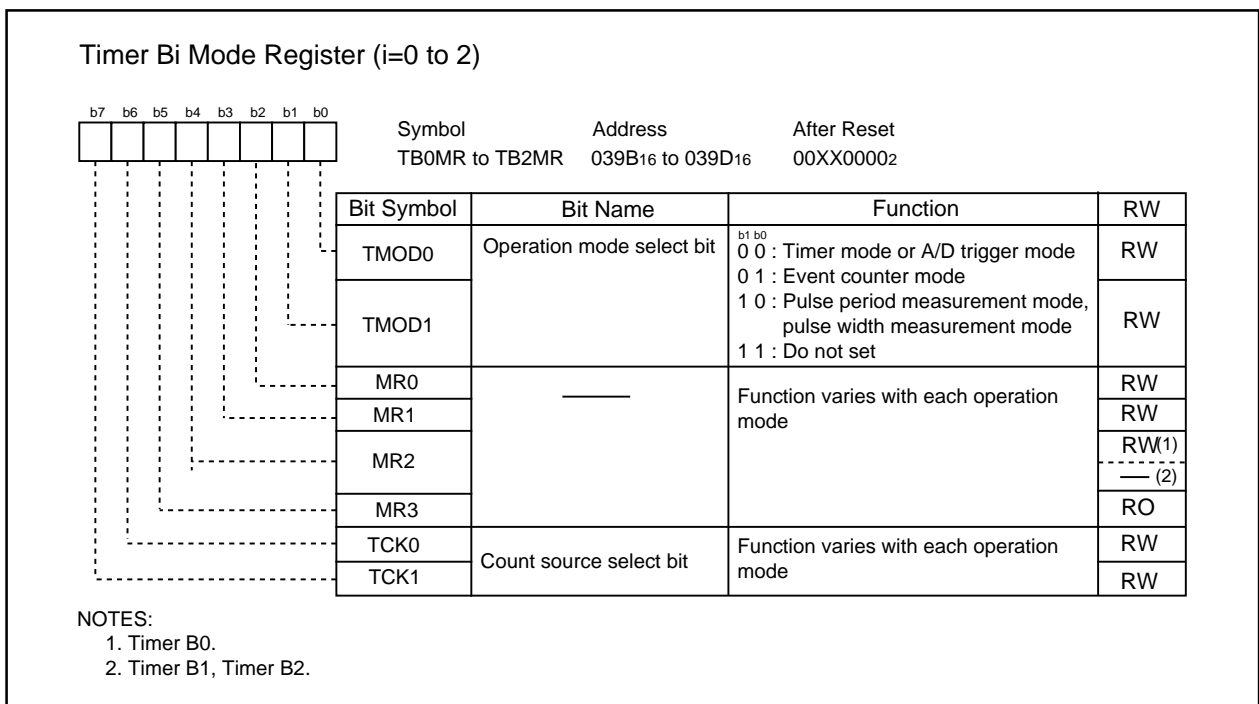 Timer Bi Mode Register (i=0 to 2)
b7 b6 b5 b4 b3 b2 b1 b0
Symbol Address After Reset
TB0MR to TB2MR 039B16 to 039D16 00XX00002
Bit Symbol Bit Name Function RW
TMOD0 Operation mode select bit b1 b0
0 0 : Timer mode or A/D trigger mode RW
0 1 : Event counter mode
TMOD1 1 0 : Pulse period measurement mode,
pulse width measurement mode RW
1 1 : Do not set
MR0 Function varies with each operation RW
MR1 mode RW
MR2 RW(1)
— (2)
MR3 RO
TCK0 Count source select bit Function varies with each operation RW
TCK1 mode RW
NOTES:
1. Timer B0.
2. Timer B1, Timer B2.